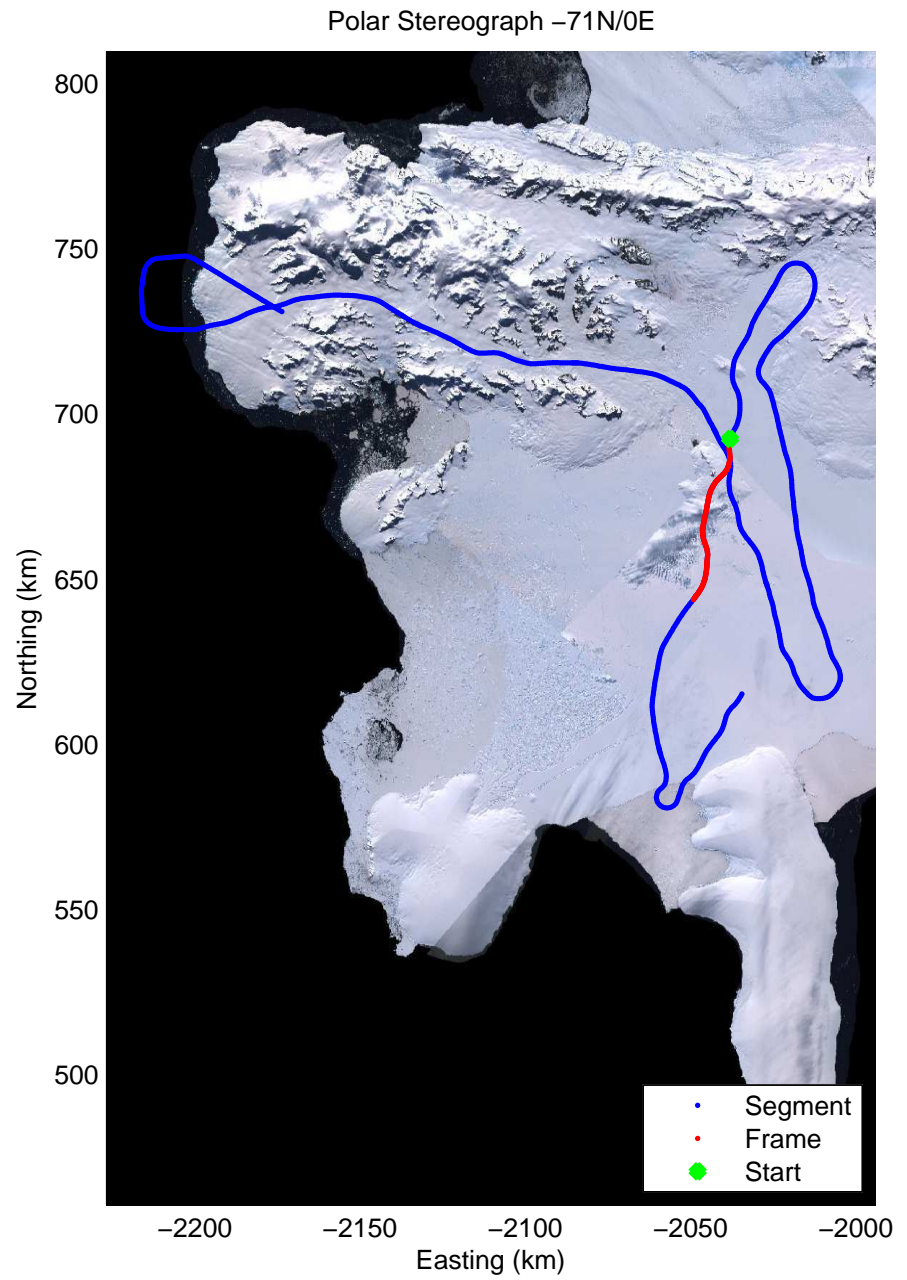 Polar Stereograph −71N/0E
800
750
700
650
600
550
500
Northing (km)
−2200 −2150 −2100 −2050 −2000
Easting (km)
Segment
Frame
Start